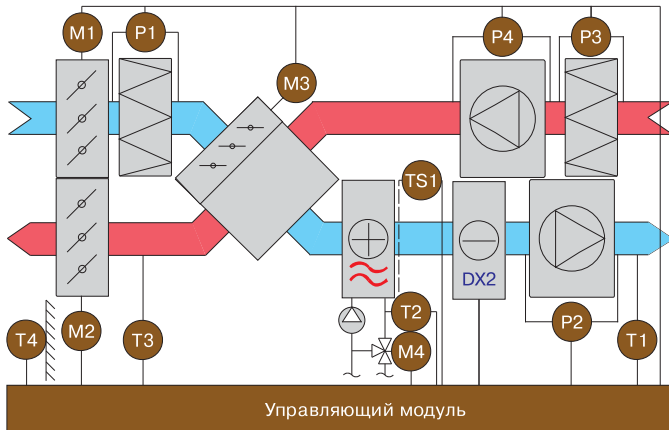 M1
P1
P4
P3
M3
TS1
DX2
T2
T4
M2
T3
M4
P2
T1
Управляющий модуль